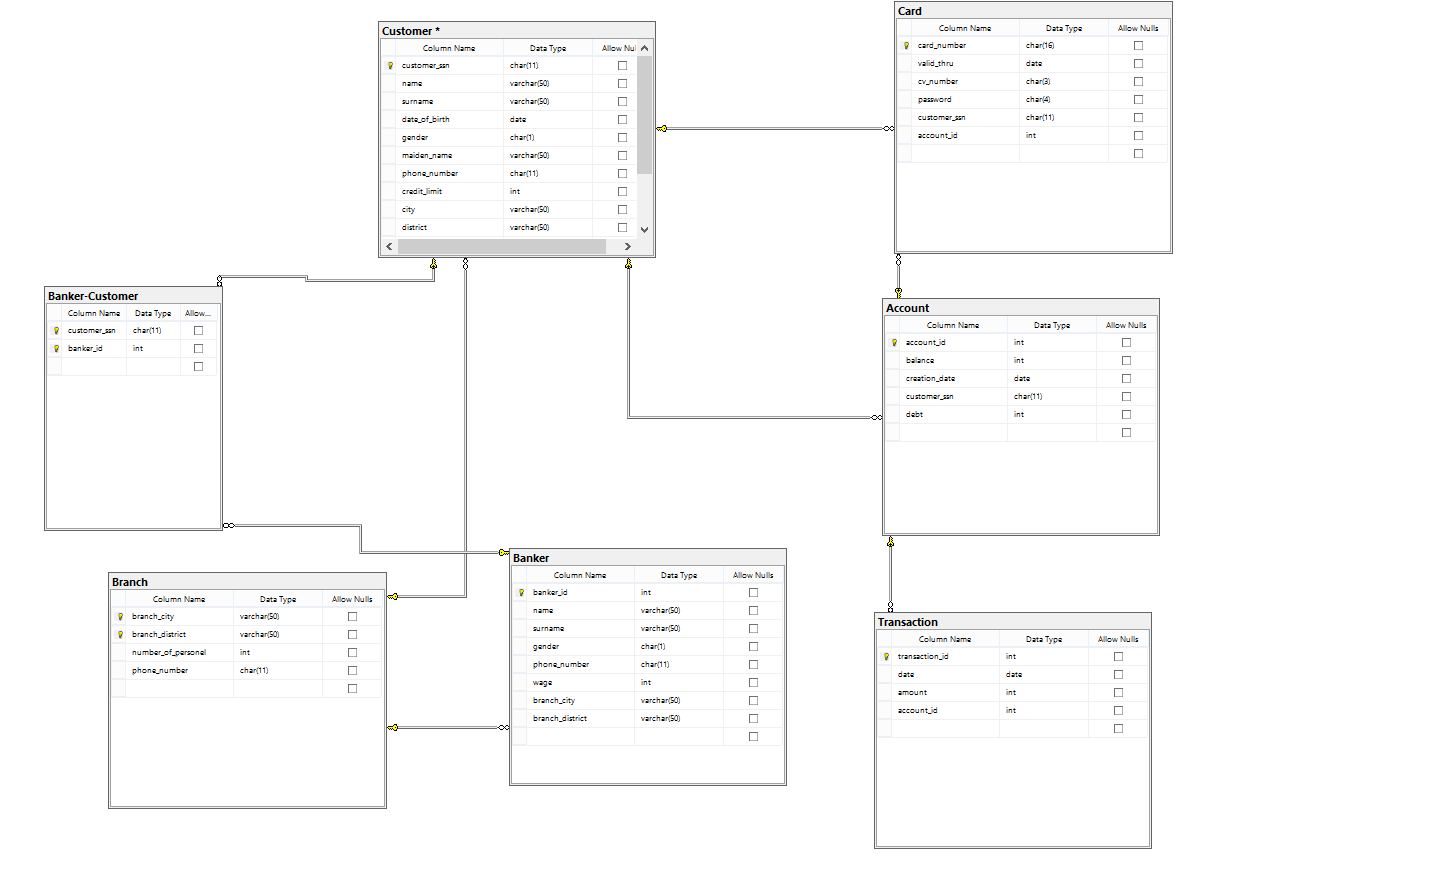 Customer *
Column Name Data Type Allow Nul
customer_ssn char(11)
name varchar(50)
surname varchar(50)
date_of_birth date
gender char(1)
maiden_name varchar(50)
phone_number char(11)
credit_limit int
city varchar(50)
district varchar(50)
Card
Column Name Data Type Allow Nulls
card_number char(16)
valid_thru date
cv_number char(3)
password char(4)
customer_ssn char(11)
account_id int
Banker-Customer
Column Name Data Type Allow...
customer_ssn char(11)
banker_id int
Account
Column Name Data Type Allow Nulls
account_id int
balance int
creation_date date
customer_ssn char(11)
debt int
Branch
Column Name Data Type Allow Nulls
branch_city varchar(50)
branch_district varchar(50)
number_of_personel int
phone_number char(11)
Banker
Column Name Data Type Allow Nulls
banker_id int
name varchar(50)
surname varchar(50)
gender char(1)
phone_number char(11)
wage int
branch_city varchar(50)
branch_district varchar(50)
Transaction
Column Name Data Type Allow Nulls
transaction_id int
date date
amount int
account_id int